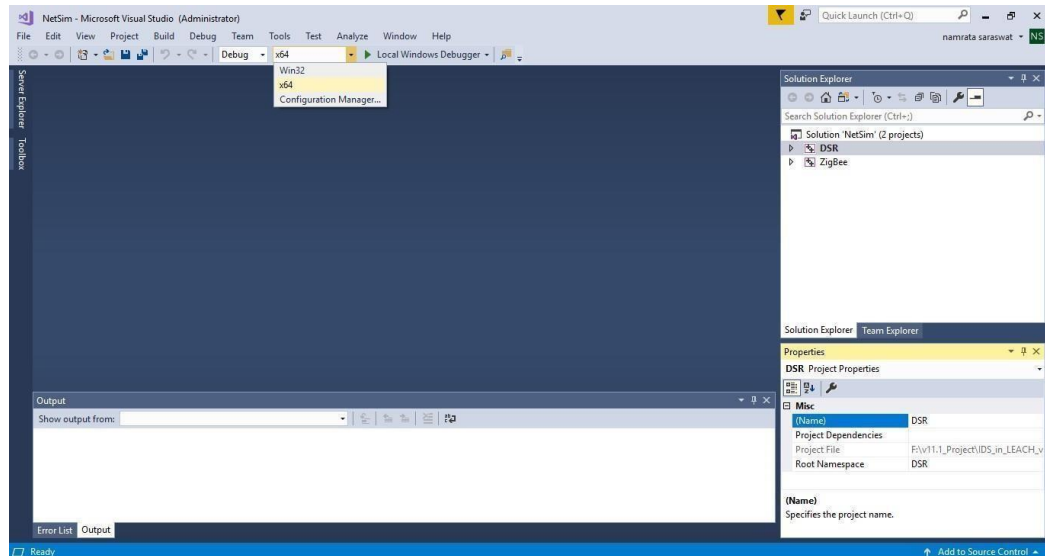 NetSim - Microsoft Visual Studio (Administrator)
Quick Launch (Ctrl+Q)
File Edit View Project Build Debug Team Tools Test Analyze Window Help
namrata saraswat NS
Debug x64 Local Windows Debugger
Win32
x64
Configuration Manager...
Server Explorer
Toolbox
Solution Explorer
Search Solution Explorer (Ctrl+;)
Solution 'NetSim' (2 projects)
DSR
ZigBee
Solution Explorer Team Explorer
Properties
DSR Project Properties
Misc
(Name) DSR
Project Dependencies
Project File F:\v11.1_Project\IDS_in_LEACH_v
Root Namespace DSR
(Name)
Specifies the project name.
Output
Show output from:
Error List Output
Ready
Add to Source Control